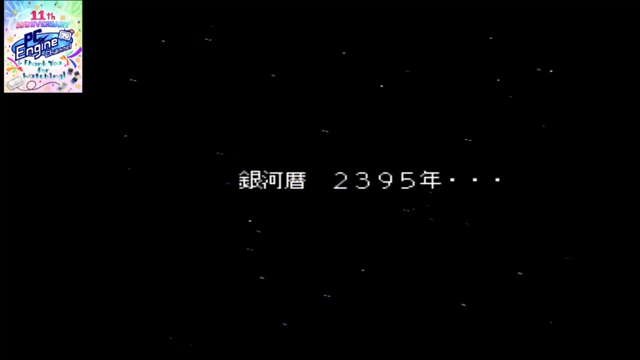 11th
ANNIVERSARY
PC
Engine
Thank You
for
Watching!
銀河暦　２３９５年・・・